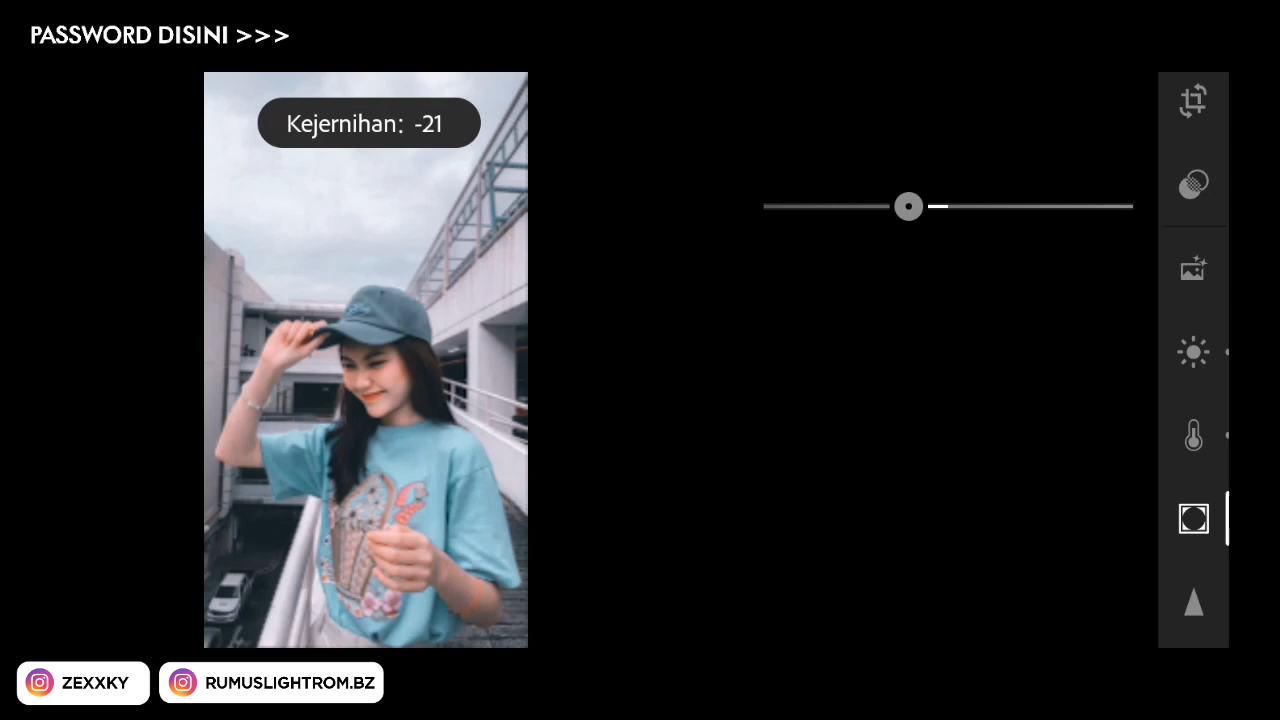 PASSWORD DISINI >>>
Kejernihan: -21
ZEXXKY
RUMUSLIGHTROM.BZ